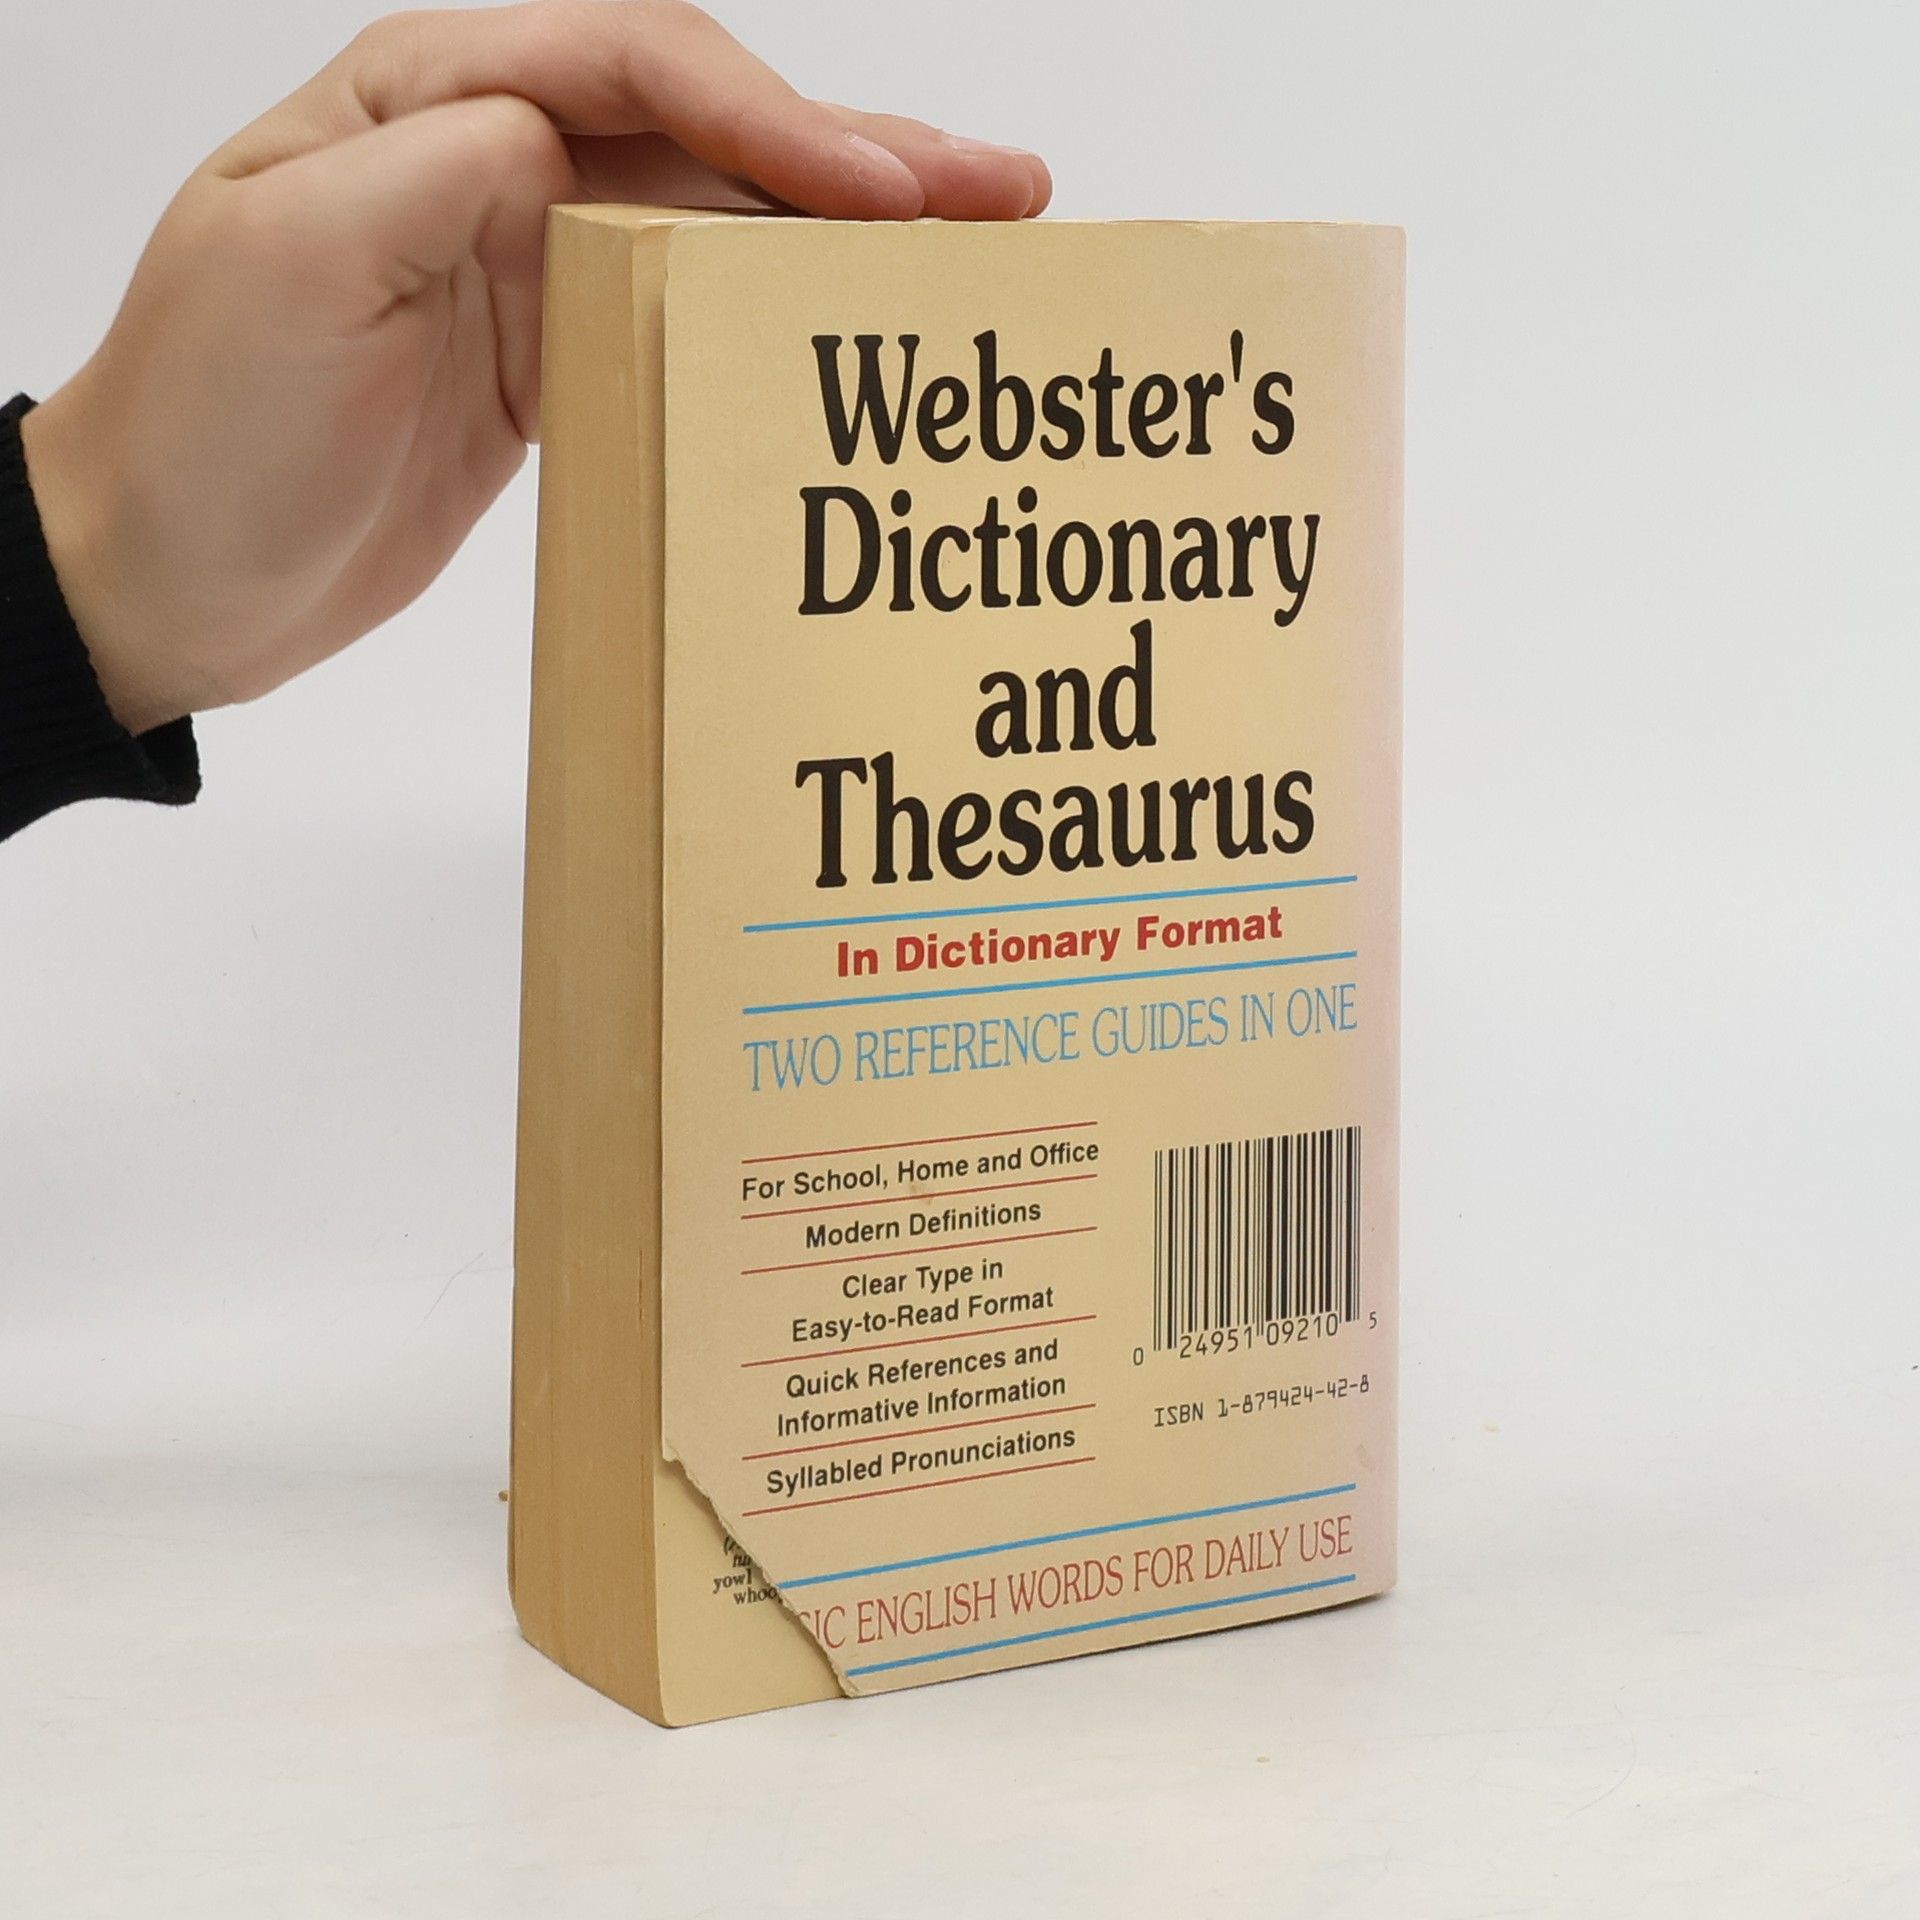 Webster's
Dictionary
and
Thesaurus
In Dictionary Format
TWO REFERENCE GUIDES IN ONE
For School, Home and Office
Modern Definitions
Clear Type in
Easy-to-Read Format
Quick References and
Informative Information
Syllabled Pronunciations
0 24951 09210 5
ISBN 1-879424-42-8
yowl
ENGLISH WORDS FOR DAILY USE